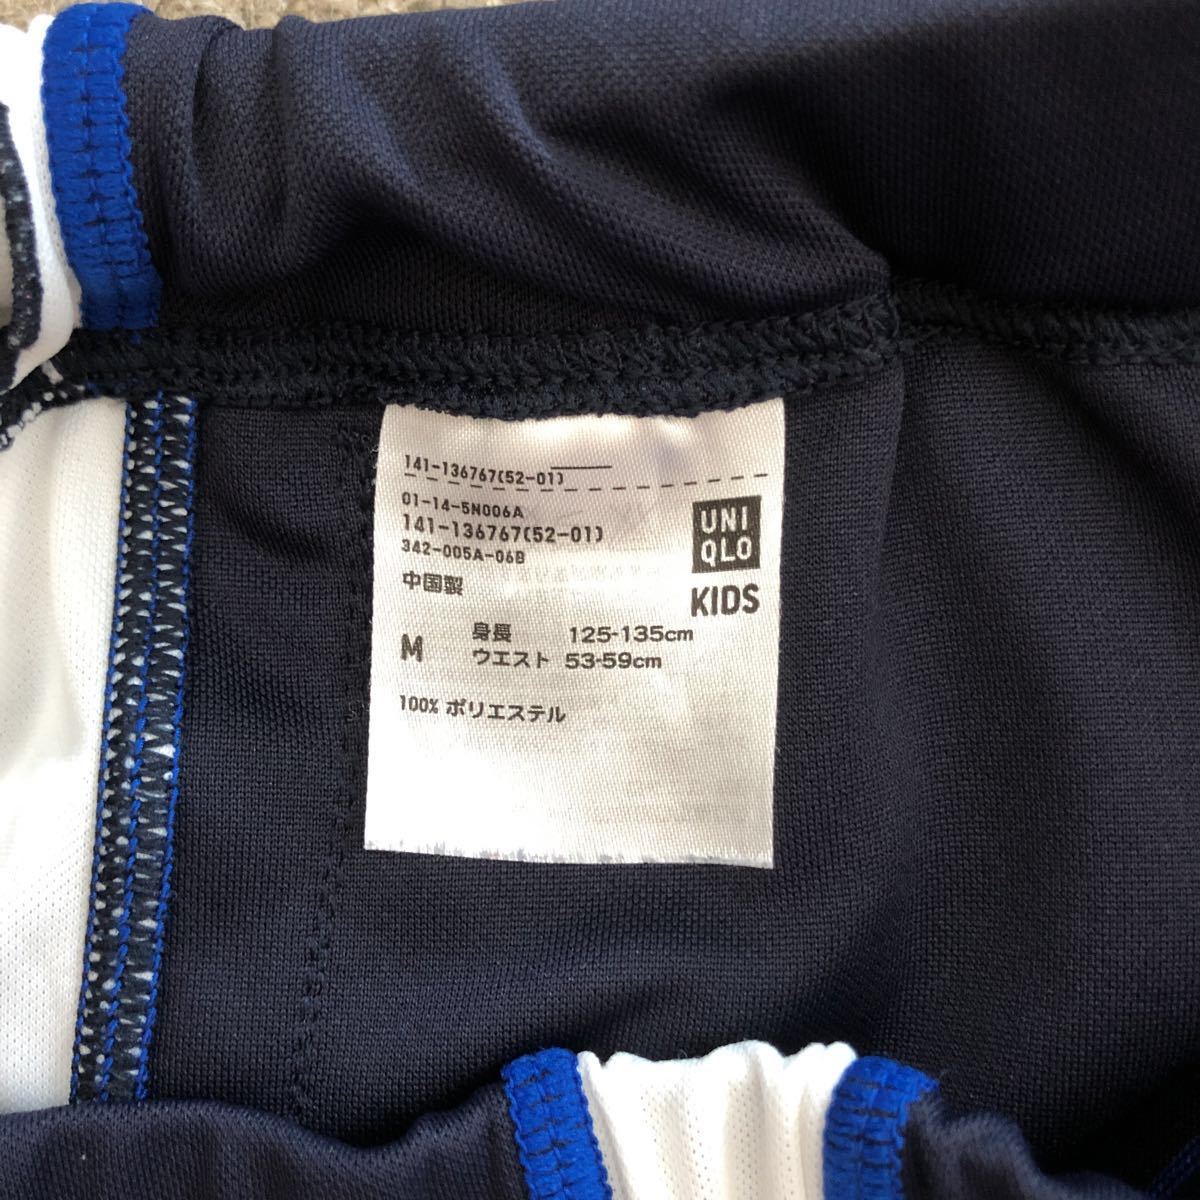 141-136767(52-01)
01-14-5N006A
141-136767(52-01)
342-005A-06B
中国製
UNI
QLO
KIDS
M
身長 125-135cm
ウエスト 53-59cm
100% ポリエステル